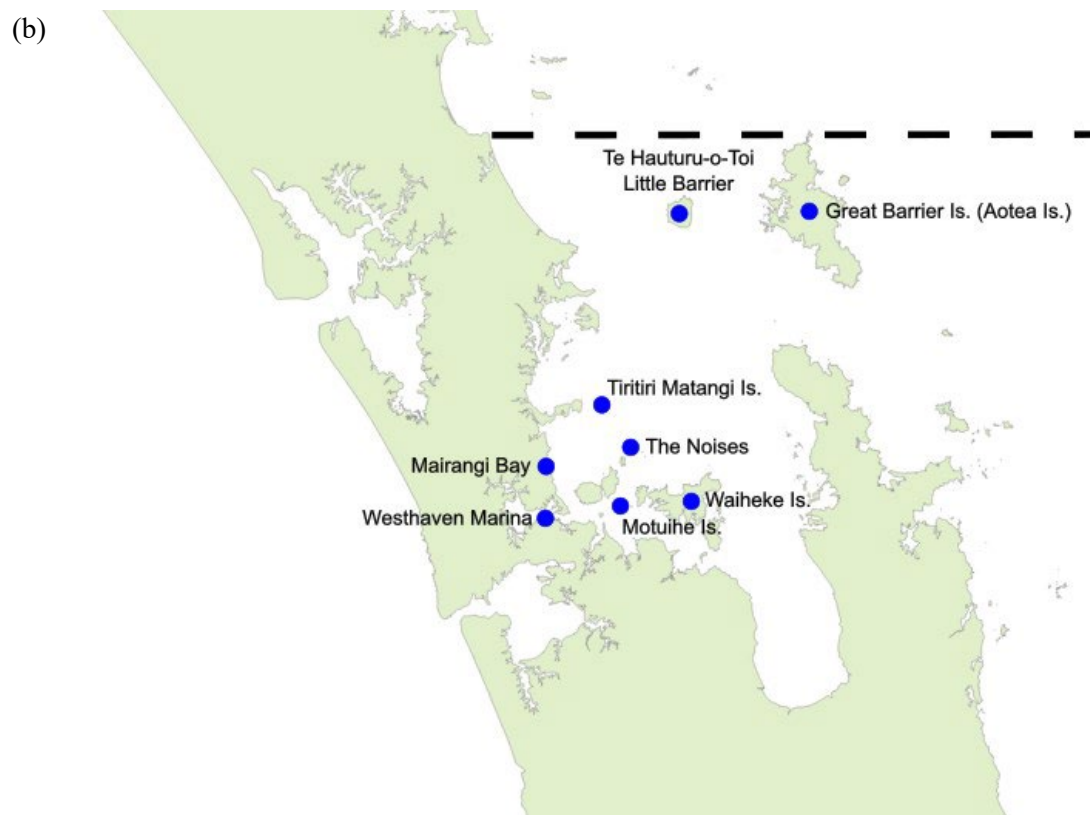 (b)
Te Hauturu-o-Toi
Little Barrier
Great Barrier Is. (Aotea Is.)
Tiritiri Matangi Is.
The Noises
Mairangi Bay
Waiheke Is.
Westhaven Marina
Motuihe Is.